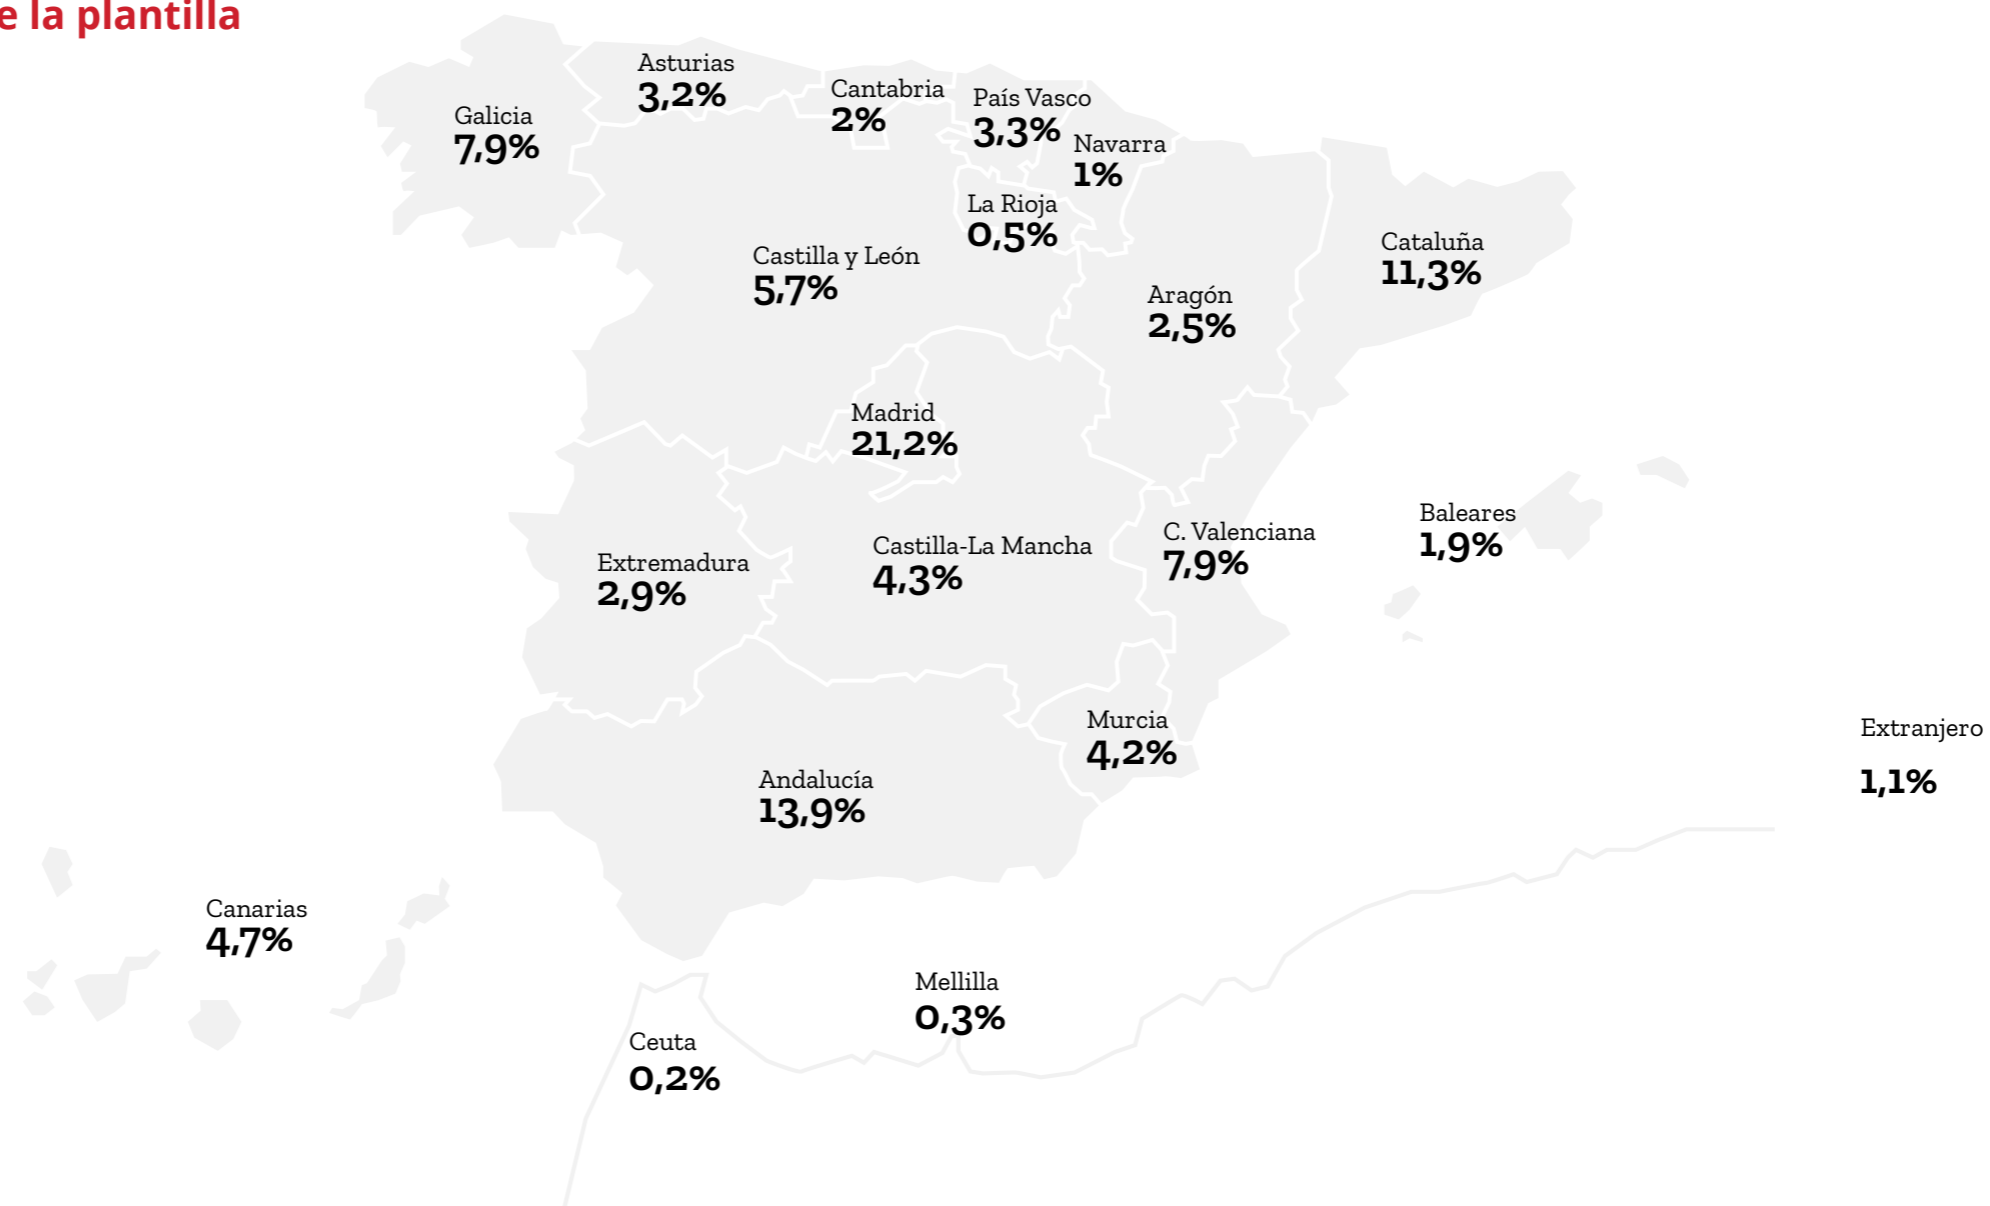 e la plantilla
Asturias
3,2%
Cantabria
2%
País Vasco
3,3%
Galicia
7,9%
Navarra
1%
La Rioja
0,5%
Castilla y León
5,7%
Cataluña
11,3%
Aragón
2,5%
Madrid
21,2%
Baleares
1,9%
C. Valenciana
7,9%
Castilla-La Mancha
4,3%
Extremadura
2,9%
Murcia
4,2%
Extranjero
1,1%
Andalucía
13,9%
Canarias
4,7%
Mellilla
0,3%
Ceuta
0,2%